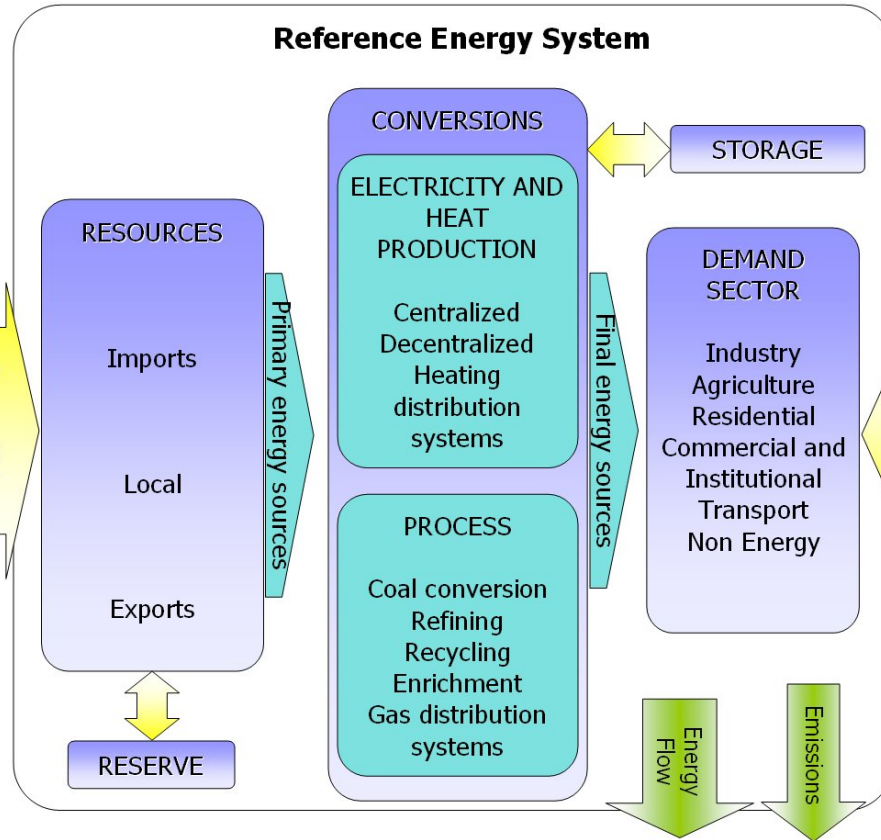 Reference Energy System
RESOURCES
Imports
Local
Exports
RESERVE
Primary energy sources
CONVERSIONS
ELECTRICITY AND
HEAT
PRODUCTION
Centralized
Decentralized
Heating
distribution
systems
PROCESS
Coal conversion
Refining
Recycling
Enrichment
Gas distribution
systems
Final energy sources
STORAGE
DEMAND
SECTOR
Industry
Agriculture
Residential
Commercial and
Institutional
Transport
Non Energy
Energy
Flow
Emissions